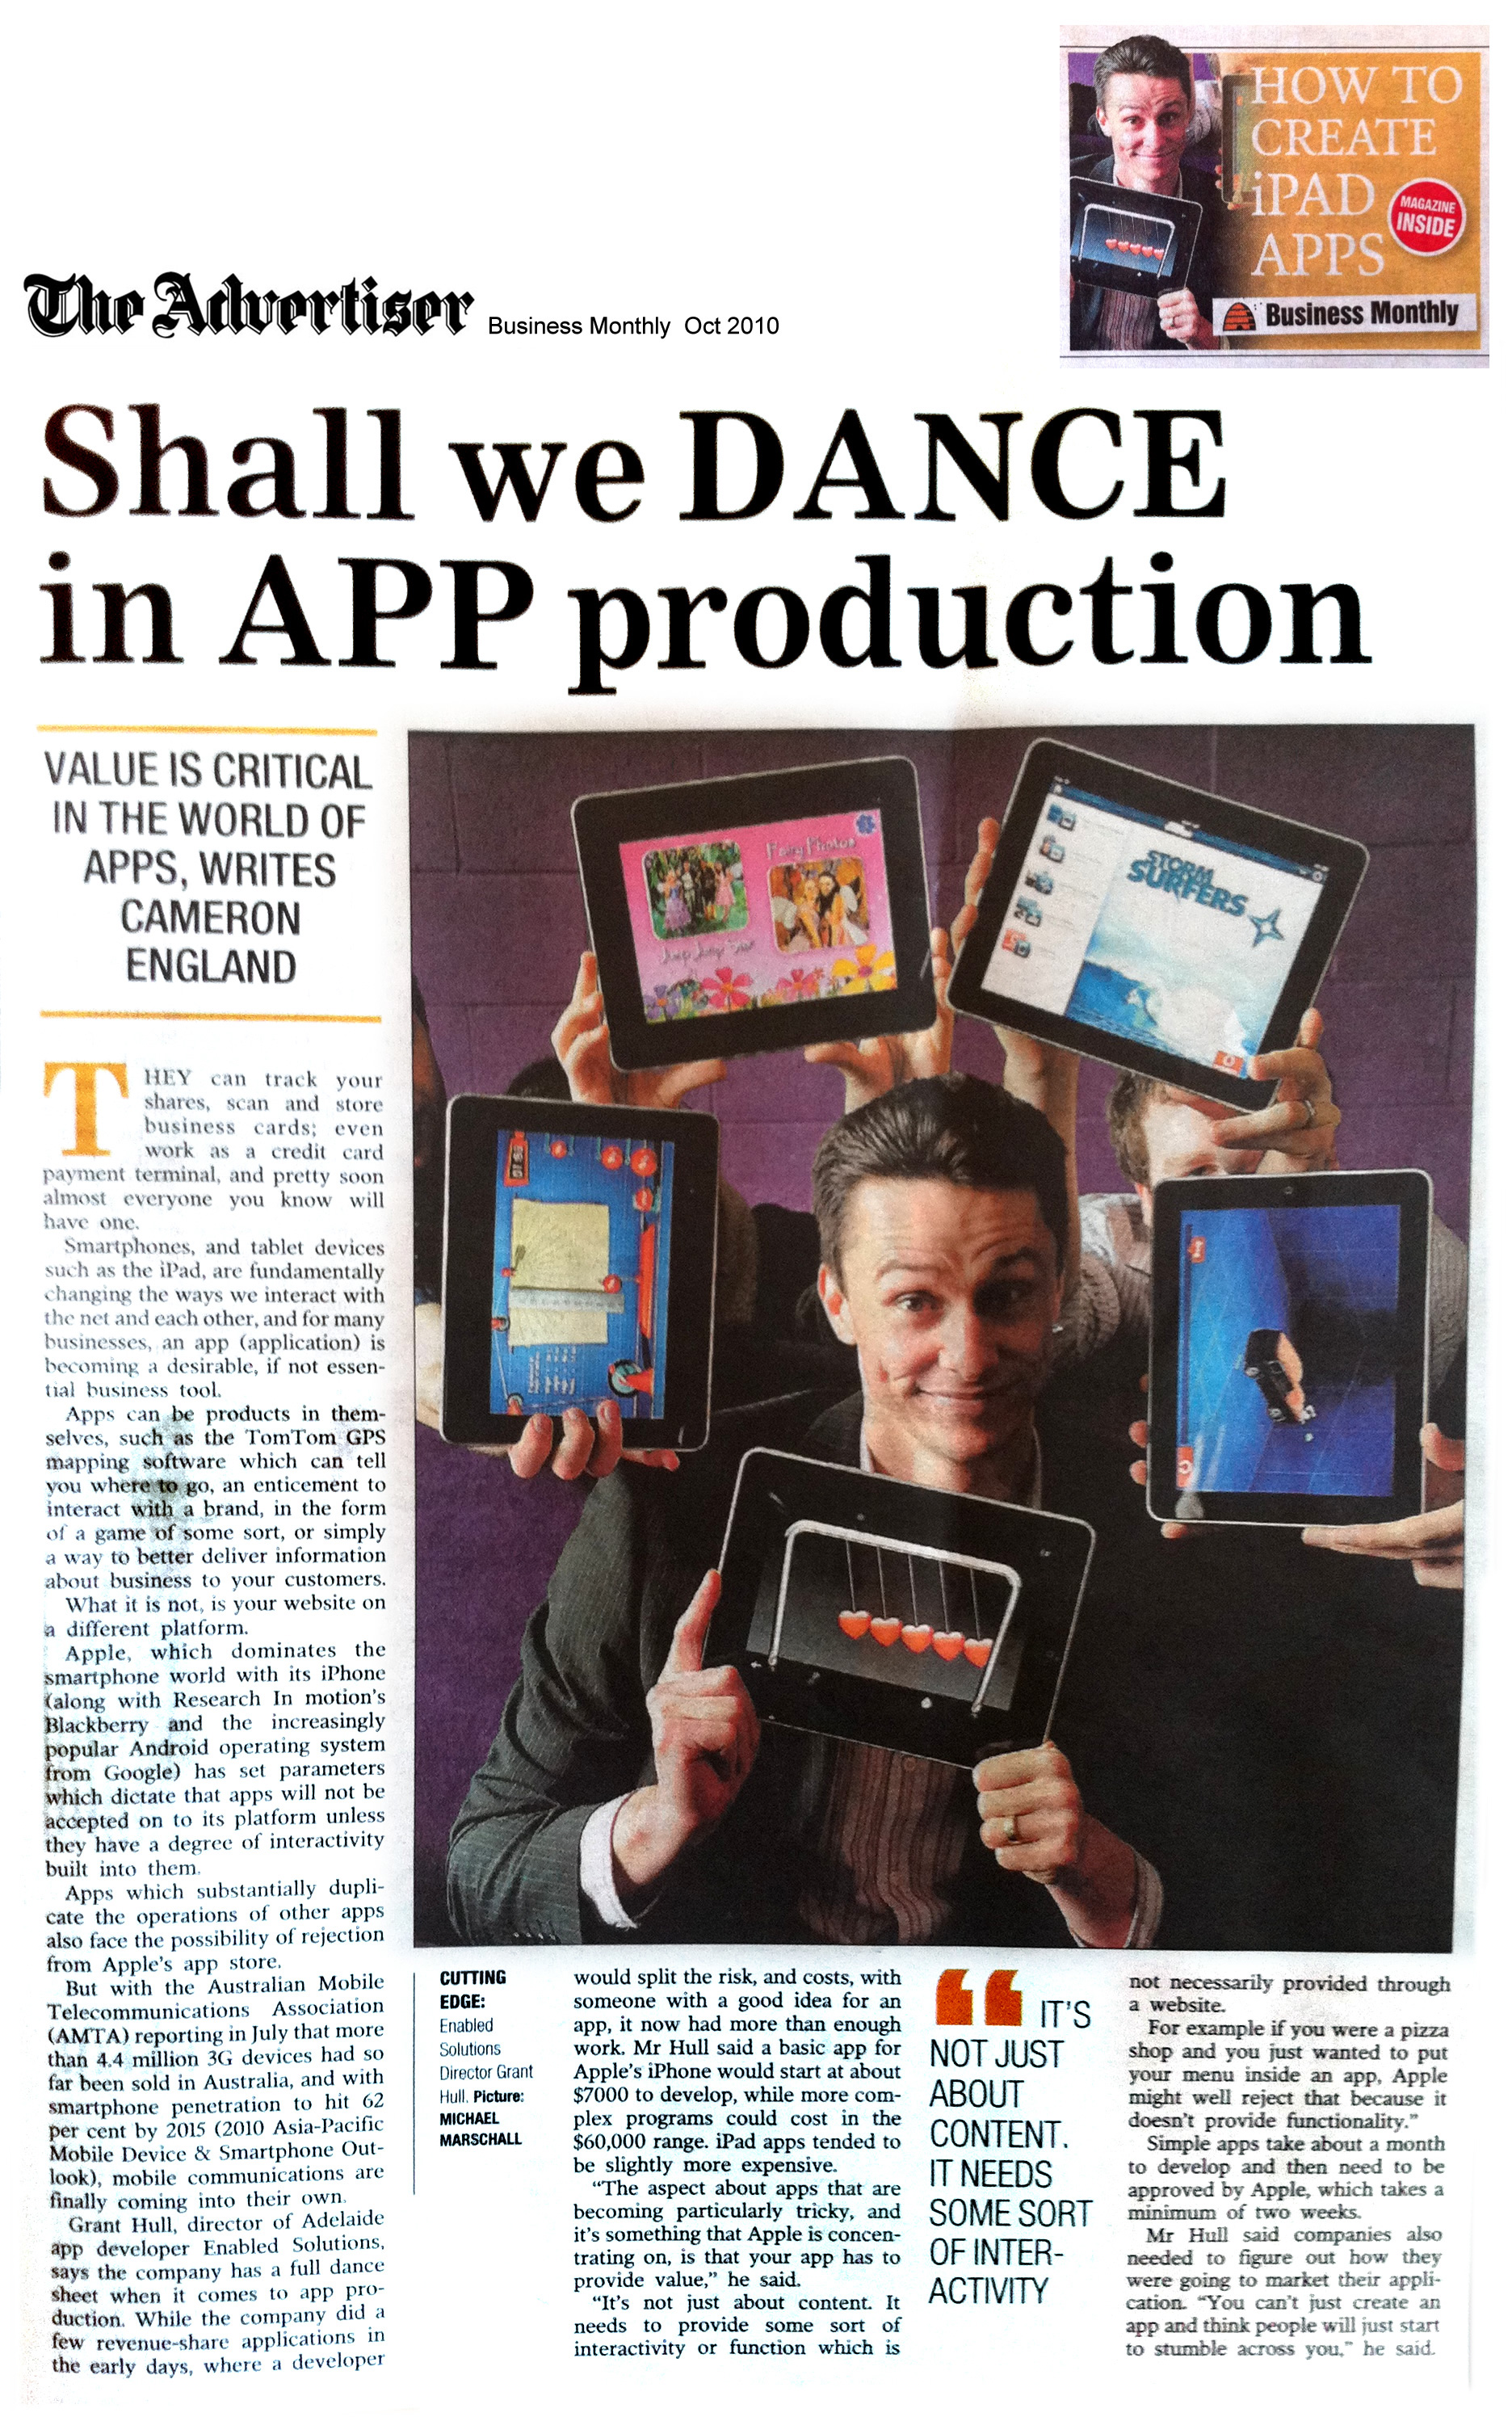 HOW TO
CREATE
iPAD
APPS
MAGAZINE
INSIDE
Business Monthly
The Advertiser Business Monthly Oct 2010
Shall we DANCE
in APP production
VALUE IS CRITICAL
IN THE WORLD OF
APPS, WRITES
CAMERON
ENGLAND
THEY can track your
shares, scan and store
business cards; even
work as a credit card
payment terminal, and pretty soon
almost everyone you know will
have one.
Smartphones, and tablet devices
such as the iPad, are fundamentally
changing the ways we interact with
the net and each other, and for many
businesses, an app (application) is
becoming a desirable, if not essen-
tial business tool.
Apps can be products in them-
selves, such as the TomTom GPS
mapping software which can tell
you where to go, an enticement to
interact with a brand, in the form
of a game of some sort, or simply
a way to better deliver information
about business to your customers.
What it is not, is your website on
a different platform.
Apple, which dominates the
smartphone world with its iPhone
(along with Research In motion's
Blackberry and the increasingly
popular Android operating system
from Google) has set parameters
which dictate that apps will not be
accepted on to its platform unless
they have a degree of interactivity
built into them.
Apps which substantially dupli-
cate the operations of other apps
also face the possibility of rejection
from Apple's app store.
But with the Australian Mobile
Telecommunications Association
(AMTA) reporting in July that more
than 4.4 million 3G devices had so
far been sold in Australia, and with
smartphone penetration to hit 62
per cent by 2015 (2010 Asia-Pacific
Mobile Device & Smartphone Out-
look), mobile communications are
finally coming into their own.
Grant Hull, director of Adelaide
app developer Enabled Solutions,
says the company has a full dance
sheet when it comes to app pro-
duction. While the company did a
few revenue-share applications in
the early days, where a developer
Fairy Photos
Jump Jump Star
STORM
SURFERS
CUTTING
EDGE:
Enabled
Solutions
Director Grant
Hull. Picture:
MICHAEL
MARSCHALL
would split the risk, and costs, with
someone with a good idea for an
app, it now had more than enough
work. Mr Hull said a basic app for
Apple's iPhone would start at about
$7000 to develop, while more com-
plex programs could cost in the
$60,000 range. iPad apps tended to
be slightly more expensive.
"The aspect about apps that are
becoming particularly tricky, and
it's something that Apple is concen-
trating on, is that your app has to
provide value," he said.
"It's not just about content. It
needs to provide some sort of
interactivity or function which is
“ IT'S
NOT JUST
ABOUT
CONTENT.
IT NEEDS
SOME SORT
OF INTER-
ACTIVITY
not necessarily provided through
a website.
For example if you were a pizza
shop and you just wanted to put
your menu inside an app, Apple
might well reject that because it
doesn't provide functionality."
Simple apps take about a month
to develop and then need to be
approved by Apple, which takes a
minimum of two weeks.
Mr Hull said companies also
needed to figure out how they
were going to market their appli-
cation. "You can't just create an
app and think people will just start
to stumble across you," he said.